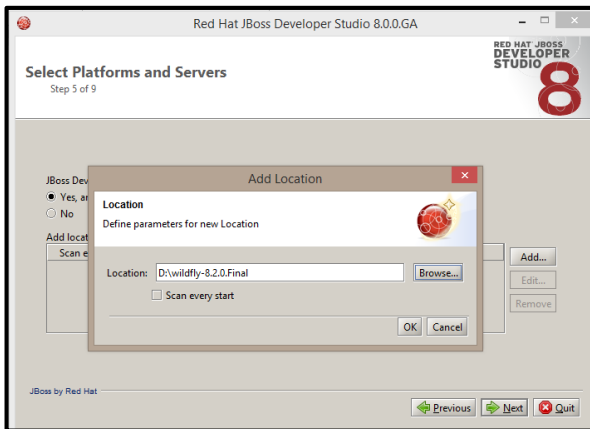 Red Hat JBoss Developer Studio 8.0.0.GA
RED HAT JBOSS
DEVELOPER
STUDIO
8
Select Platforms and Servers
Step 5 of 9
JBoss Dev
Yes, a
No
Add locat
Scan e
Add Location
Location
Define parameters for new Location
Location: D:\wildfly-8.2.0.Final Browse...
Scan every start
OK Cancel
Add...
Edit...
Remove
JBoss by Red Hat
Previous Next Quit